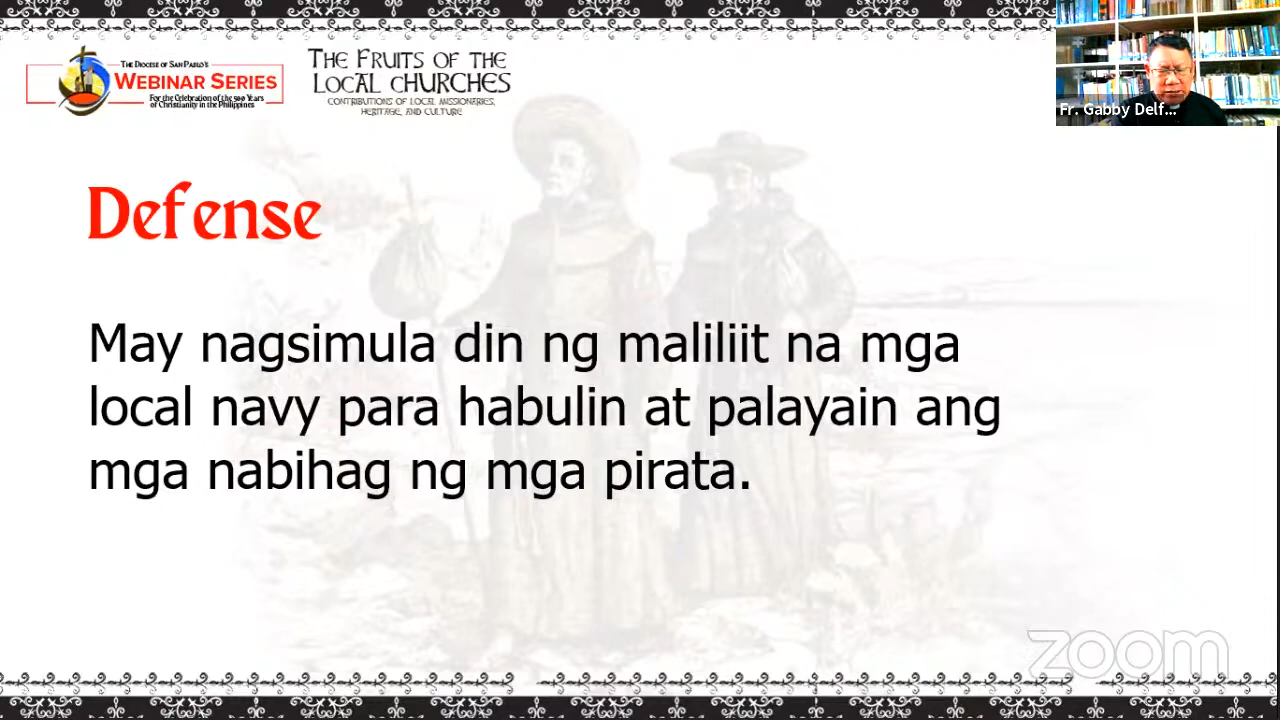 The Diocese of San Pablo's
Webinar Series
For the Celebration of the 500 Years
of Christianity in the Philippines
The Fruits of the
Local Churches
Contributions of Local Missionaries,
Heritage, and Culture
Fr. Gabby Delf...
Defense
May nagsimula din ng maliliit na mga
local navy para habulin at palayain ang
mga nabihag ng mga pirata.
zoom